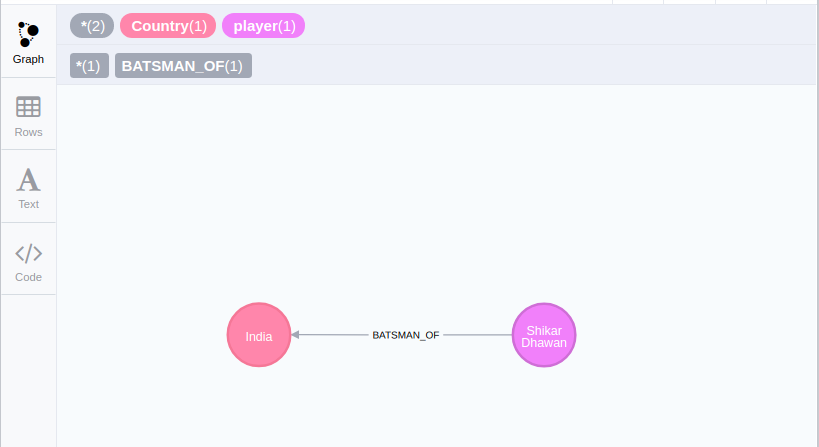 *(2) Country(1) player(1)
Graph
*(1) BATSMAN_OF(1)
Rows
A
Text
</>
Code
India
BATSMAN_OF
Shikar
Dhawan